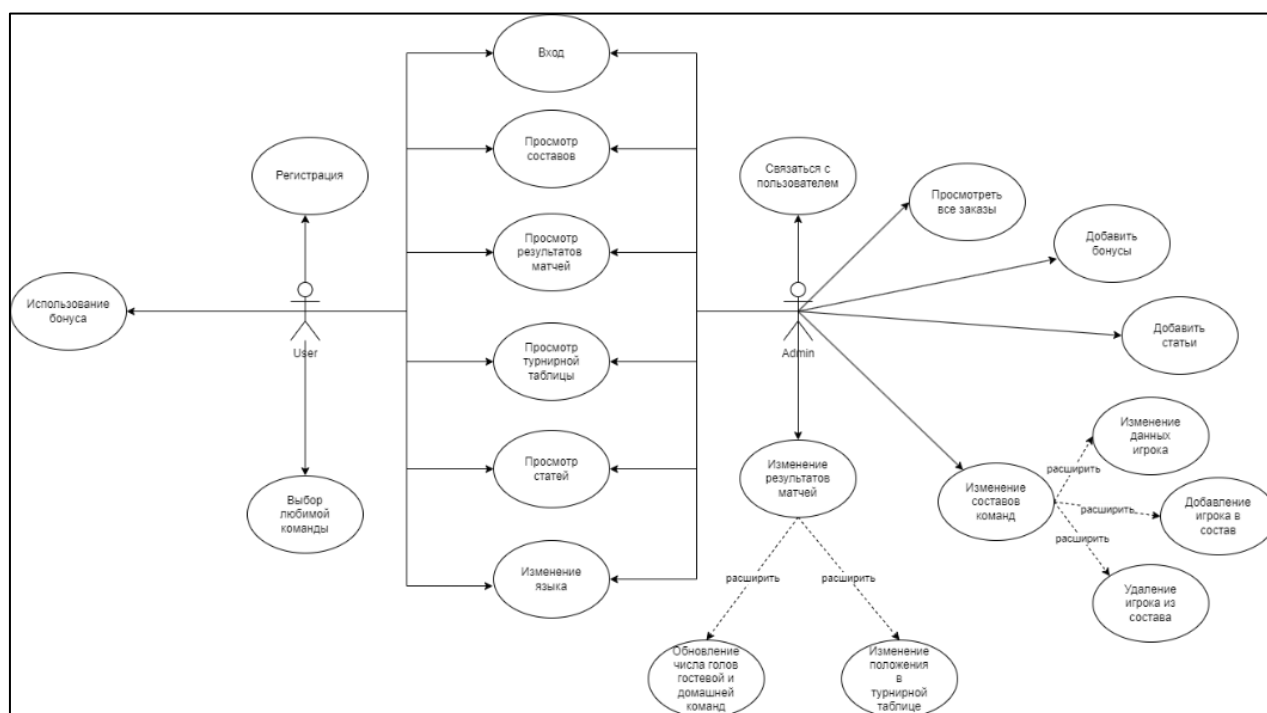 Вход
Просмотр
составов
Регистрация
Связаться с
пользователем
Просмотреть
все заказы
Просмотр
результатов
матчей
Добавить
бонусы
Использование
бонуса
User
Admin
Просмотр
турнирной
таблицы
Добавить
статьи
Изменение
данных
игрока
Просмотр
статей
Изменение
результатов
матчей
расширить
Выбор
любимой
команды
Изменение
составов
команд
расширить
Добавление
игрока в
состав
расширить
Изменение
языка
расширить
расширить
Удаление
игрока из
состава
Обновление
числа голов
гостевой и
домашней
команд
Изменение
положения
в
турнирной
таблице